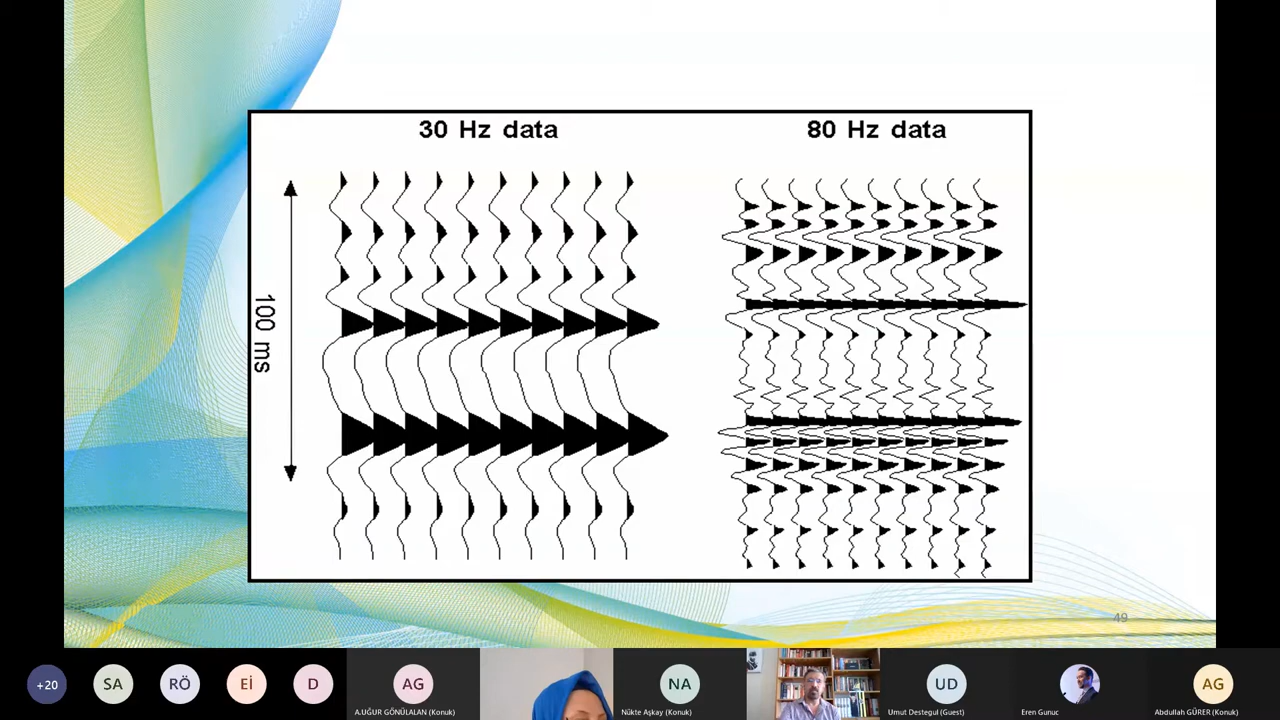 30 Hz data
80 Hz data
100 ms
49
+20
SA
RÖ
Eİ
D
AG
A.UĞUR GÖNÜLALAN (Konuk)
NA
Nükte Aşkay (Konuk)
UD
Umut Destegul (Guest)
Eren Gunuc
AG
Abdullah GÜRER (Konuk)